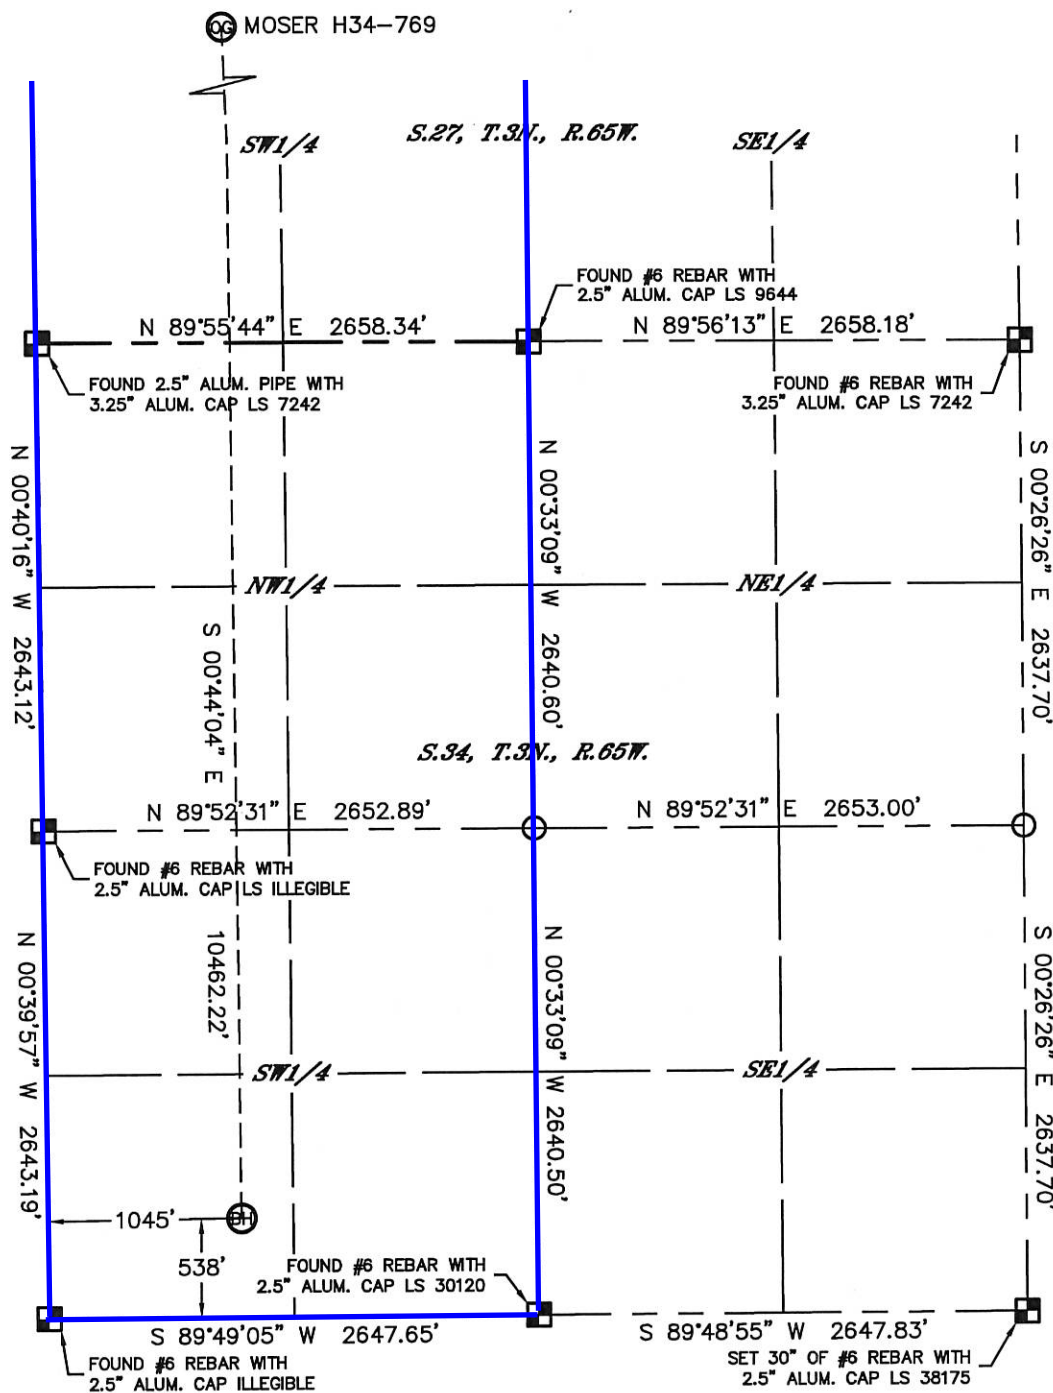 OG MOSER H34-769
S.27, T.3N., R.65W.
SW1/4
SE1/4
FOUND #6 REBAR WITH
2.5" ALUM. CAP LS 9644
N 89°55'44" E 2658.34'
N 89°56'13" E 2658.18'
FOUND 2.5" ALUM. PIPE WITH
3.25" ALUM. CAP LS 7242
FOUND #6 REBAR WITH
3.25" ALUM. CAP LS 7242
N 00°40'16" W 2643.12'
N 00°33'09" W 2640.60'
S 00°26'26" E 2637.70'
NW1/4
NE1/4
S 00°44'04" E 10462.22'
S.34, T.3N., R.65W.
N 89°52'31" E 2652.89'
N 89°52'31" E 2653.00'
FOUND #6 REBAR WITH
2.5" ALUM. CAP LS ILLEGIBLE
N 00°39'57" W 2643.19'
N 00°33'09" W 2640.50'
S 00°26'26" E 2637.70'
SW1/4
SE1/4
BH
1045'
538'
FOUND #6 REBAR WITH
2.5" ALUM. CAP LS 30120
S 89°49'05" W 2647.65'
S 89°48'55" W 2647.83'
FOUND #6 REBAR WITH
2.5" ALUM. CAP ILLEGIBLE
SET 30" OF #6 REBAR WITH
2.5" ALUM. CAP LS 38175